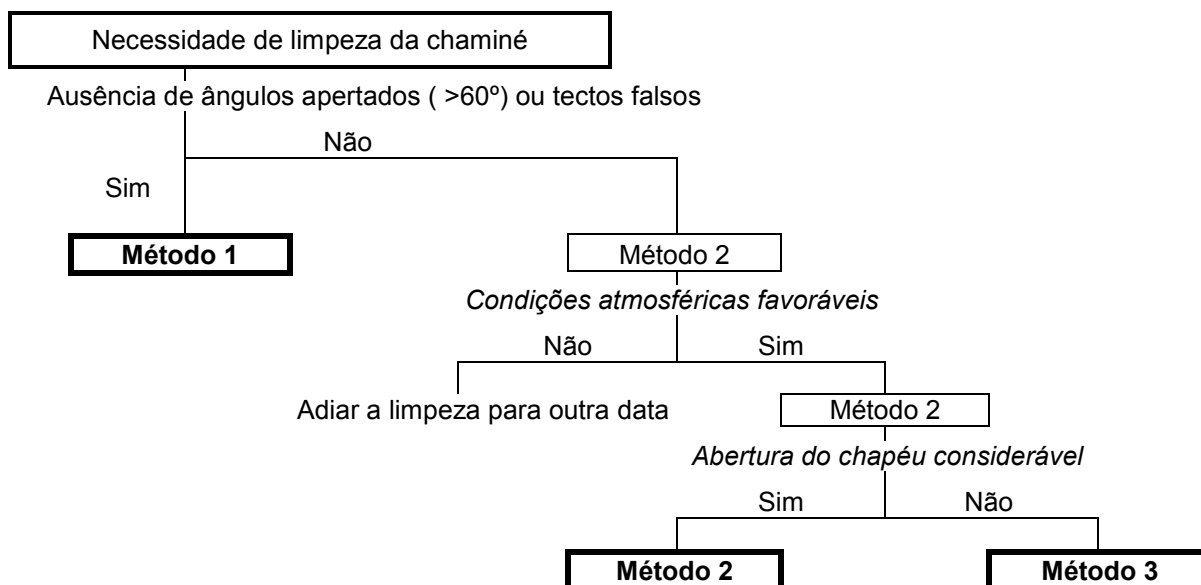 Necessidade de limpeza da chaminé
Ausência de ângulos apertados ( >60º) ou tectos falsos
Não
Sim
Método 1
Método 2
Condições atmosféricas favoráveis
Não
Sim
Adiar a limpeza para outra data
Método 2
Abertura do chapéu considerável
Sim
Não
Método 2
Método 3